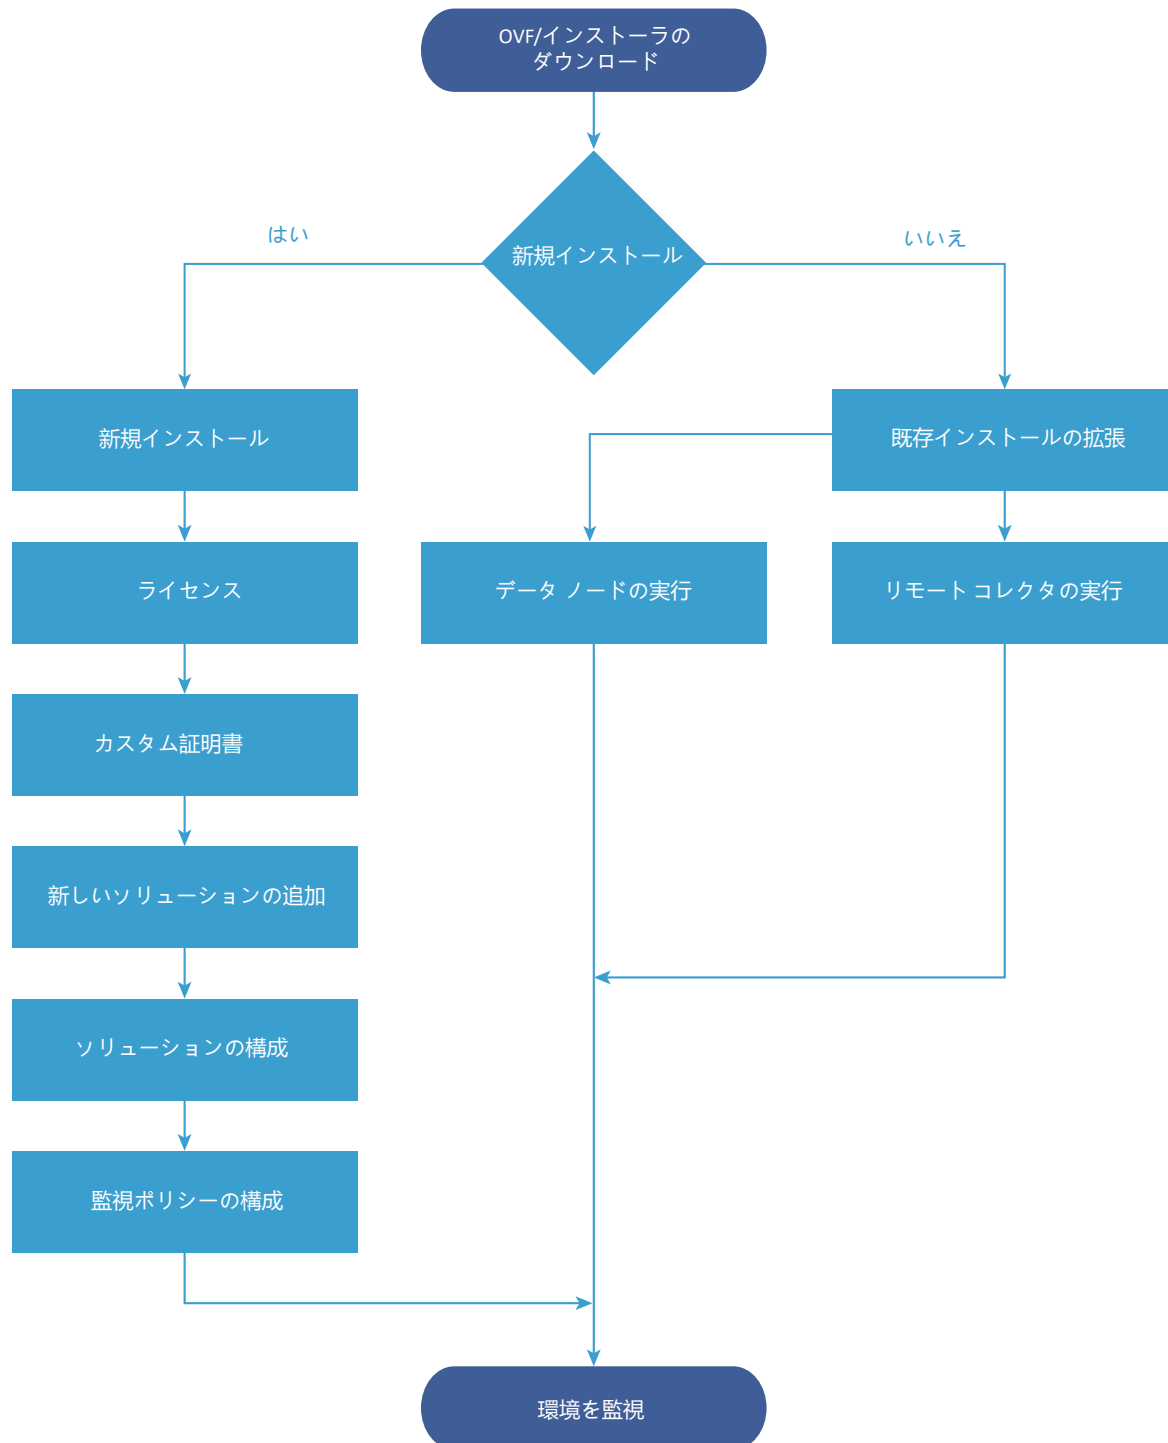 OVF/インストーラの
ダウンロード
新規インストール
はい
いいえ
新規インストール
既存インストールの拡張
ライセンス
データ ノードの実行
リモート コレクタの実行
カスタム証明書
新しいソリューションの追加
ソリューションの構成
監視ポリシーの構成
環境を監視